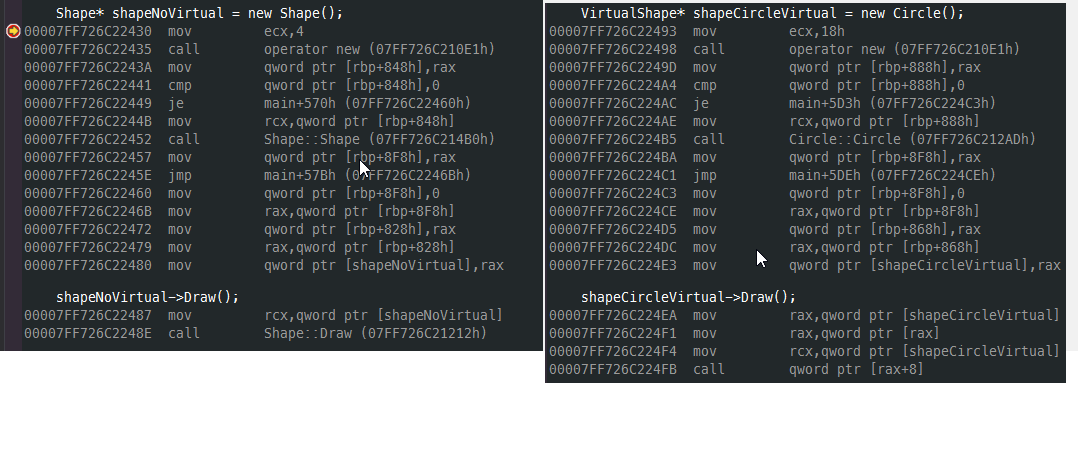 Shape* shapeNoVirtual = new Shape();
00007FF726C22430 mov ecx,4
00007FF726C22435 call operator new (07FF726C210E1h)
00007FF726C2243A mov qword ptr [rbp+848h],rax
00007FF726C22441 cmp qword ptr [rbp+848h],0
00007FF726C22449 je main+570h (07FF726C22460h)
00007FF726C2244B mov rcx,qword ptr [rbp+848h]
00007FF726C22452 call Shape::Shape (07FF726C214B0h)
00007FF726C22457 mov qword ptr [rbp+8F8h],rax
00007FF726C2245E jmp main+57Bh (07FF726C2246Bh)
00007FF726C22460 mov qword ptr [rbp+8F8h],0
00007FF726C2246B mov rax,qword ptr [rbp+8F8h]
00007FF726C22472 mov qword ptr [rbp+828h],rax
00007FF726C22479 mov rax,qword ptr [rbp+828h]
00007FF726C22480 mov qword ptr [shapeNoVirtual],rax
shapeNoVirtual->Draw();
00007FF726C22487 mov rcx,qword ptr [shapeNoVirtual]
00007FF726C2248E call Shape::Draw (07FF726C21212h)
VirtualShape* shapeCircleVirtual = new Circle();
00007FF726C22493 mov ecx,18h
00007FF726C22498 call operator new (07FF726C210E1h)
00007FF726C2249D mov qword ptr [rbp+888h],rax
00007FF726C224A4 cmp qword ptr [rbp+888h],0
00007FF726C224AC je main+5D3h (07FF726C224C3h)
00007FF726C224AE mov rcx,qword ptr [rbp+888h]
00007FF726C224B5 call Circle::Circle (07FF726C212ADh)
00007FF726C224BA mov qword ptr [rbp+8F8h],rax
00007FF726C224C1 jmp main+5DEh (07FF726C224CEh)
00007FF726C224C3 mov qword ptr [rbp+8F8h],0
00007FF726C224CE mov rax,qword ptr [rbp+8F8h]
00007FF726C224D5 mov qword ptr [rbp+868h],rax
00007FF726C224DC mov rax,qword ptr [rbp+868h]
00007FF726C224E3 mov qword ptr [shapeCircleVirtual],rax
shapeCircleVirtual->Draw();
00007FF726C224EA mov rax,qword ptr [shapeCircleVirtual]
00007FF726C224F1 mov rax,qword ptr [rax]
00007FF726C224F4 mov rcx,qword ptr [shapeCircleVirtual]
00007FF726C224FB call qword ptr [rax+8]